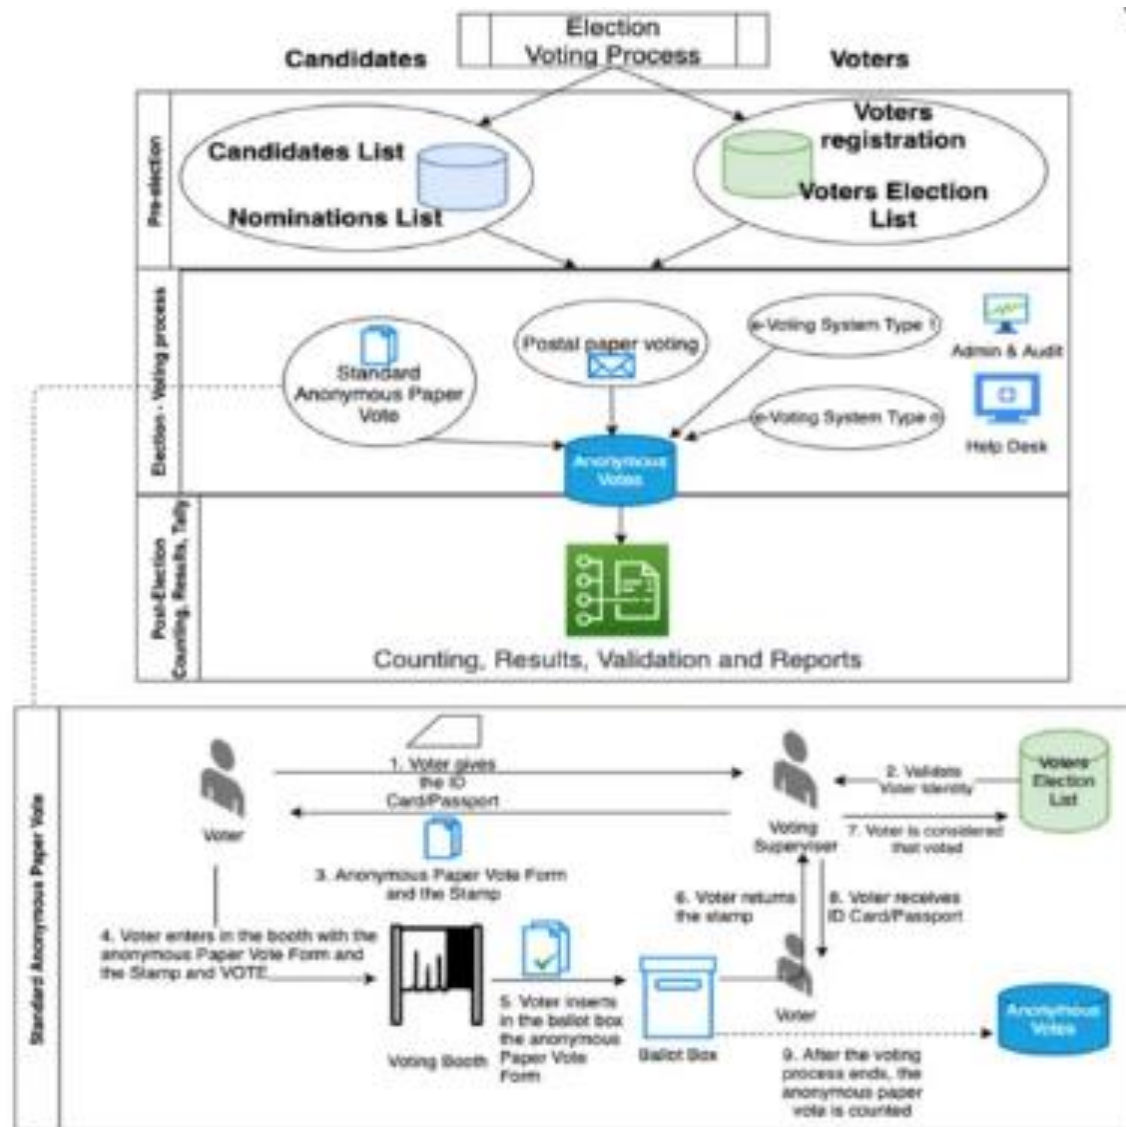 Election
Voting Process
Candidates
Voters
Pre-election
Candidates List
Nominations List
Voters
registration
Voters Election
List
Election - Voting process
Standard
Anonymous Paper
Vote
Postal paper voting
e-Voting System Type 1
e-Voting System Type n
Admin & Audit
Help Desk
Anonymous
Votes
Post-Election
Counting, Results, Tally
Counting, Results, Validation and Reports
Standard Anonymous Paper Vote
Voter
1. Voter gives
the ID
Card/Passport
3. Anonymous Paper Vote Form
and the Stamp
Voting
Superviser
2. Validate
Voter Identity
7. Voter is considered
that voted
Voters
Election
List
4. Voter enters in the booth with the
anonymous Paper Vote Form and
the Stamp and VOTE
Voting Booth
5. Voter inserts
in the ballot box
the anonymous
Paper Vote
Form
Ballot Box
6. Voter returns
the stamp
8. Voter receives
ID Card/Passport
Voter
Anonymous
Votes
9. After the voting
process ends, the
anonymous paper
vote is counted